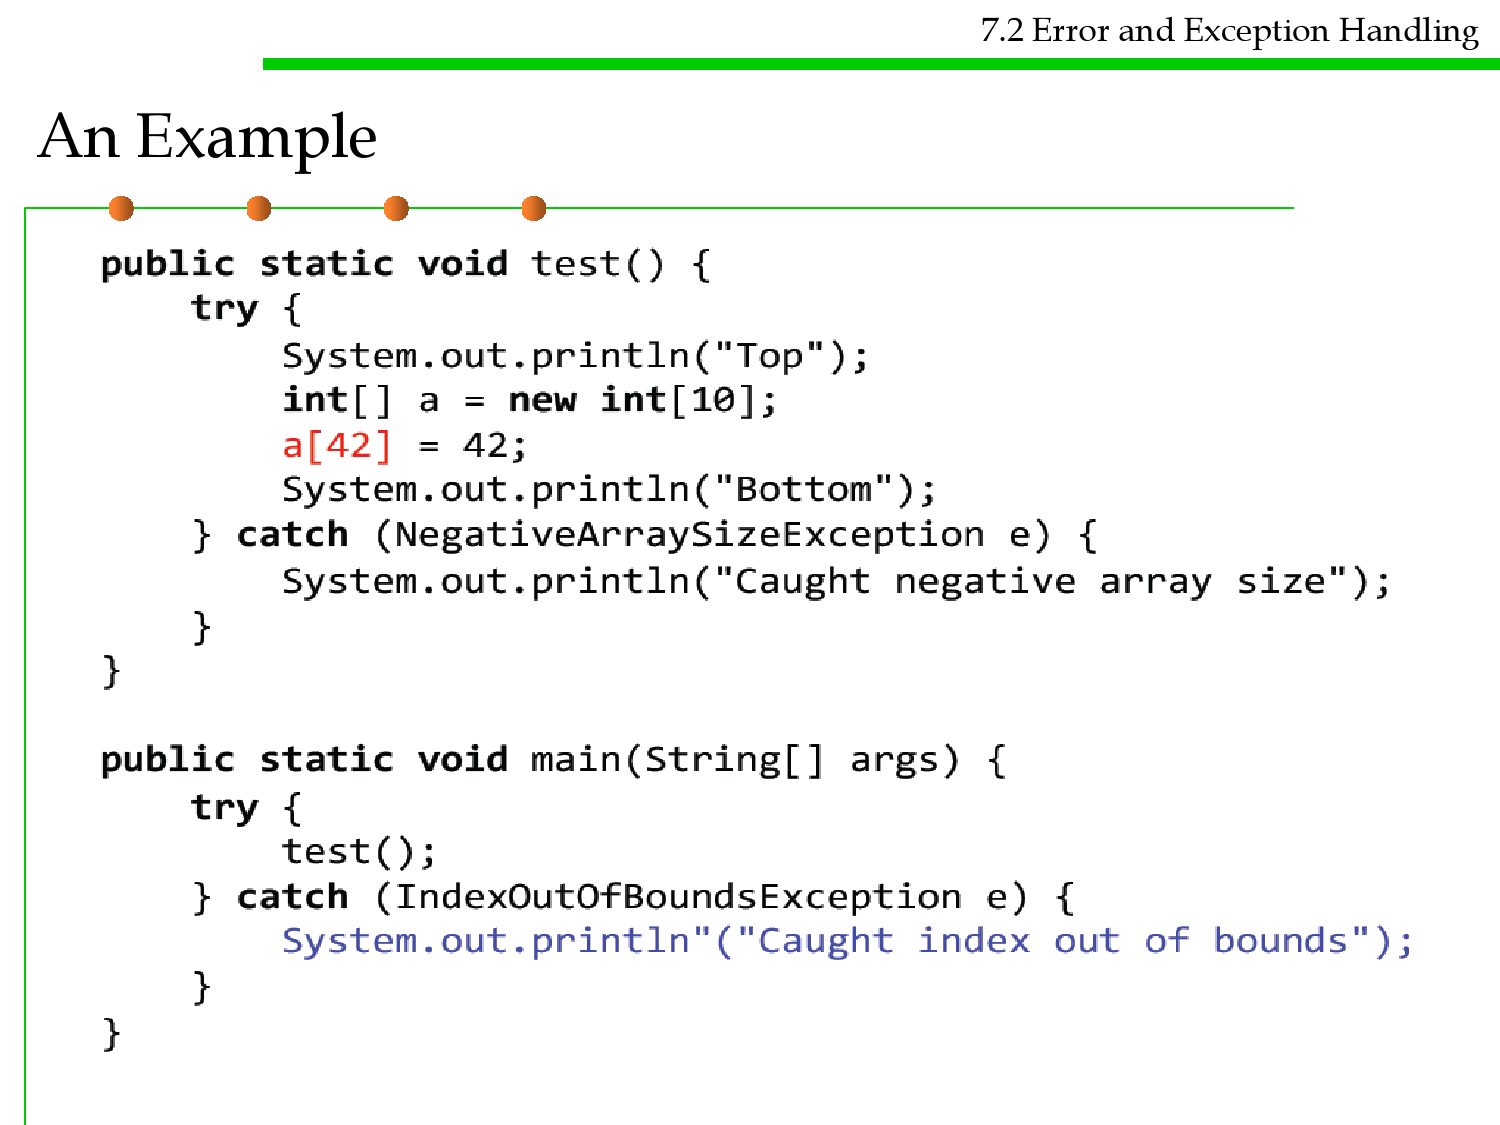 7.2 Error and Exception Handling
An Example
public static void test() {
    try {
        System.out.println("Top");
        int[] a = new int[10];
        a[42] = 42;
        System.out.println("Bottom");
    } catch (NegativeArraySizeException e) {
        System.out.println("Caught negative array size");
    }
}
public static void main(String[] args) {
    try {
        test();
    } catch (IndexOutOfBoundsException e) {
        System.out.println"("Caught index out of bounds");
    }
}